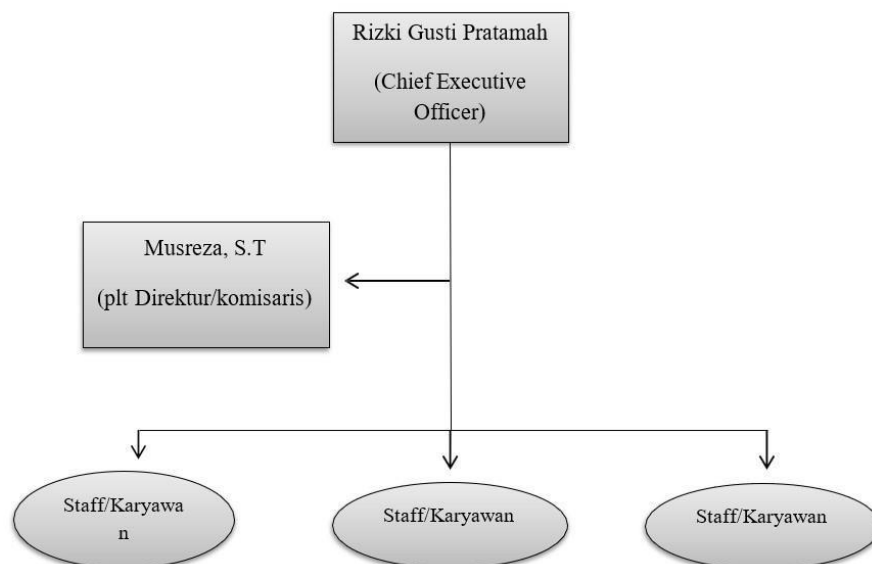 Rizki Gusti Pratamah
(Chief Executive
Officer)
Musreza, S.T
(plt Direktur/komisaris)
Staff/Karyawa
n
Staff/Karyawan
Staff/Karyawan